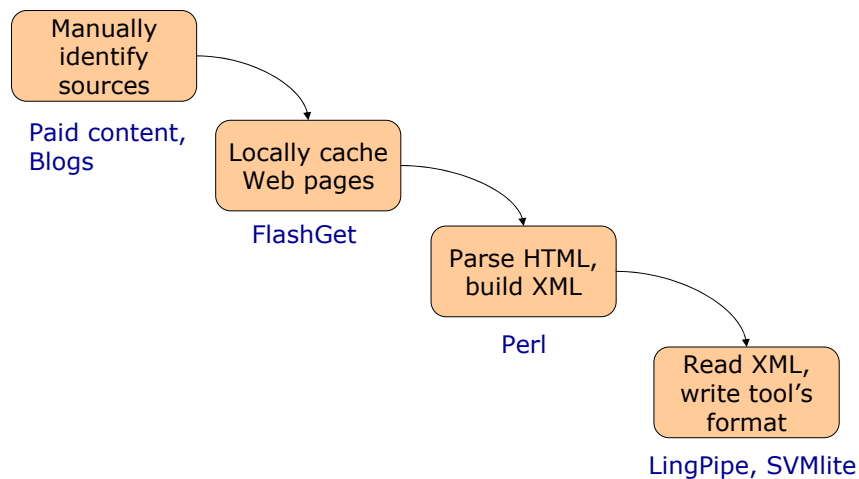 Manually
identify
sources
Paid content,
Blogs
Locally cache
Web pages
FlashGet
Parse HTML,
build XML
Perl
Read XML,
write tool’s
format
LingPipe, SVMlite